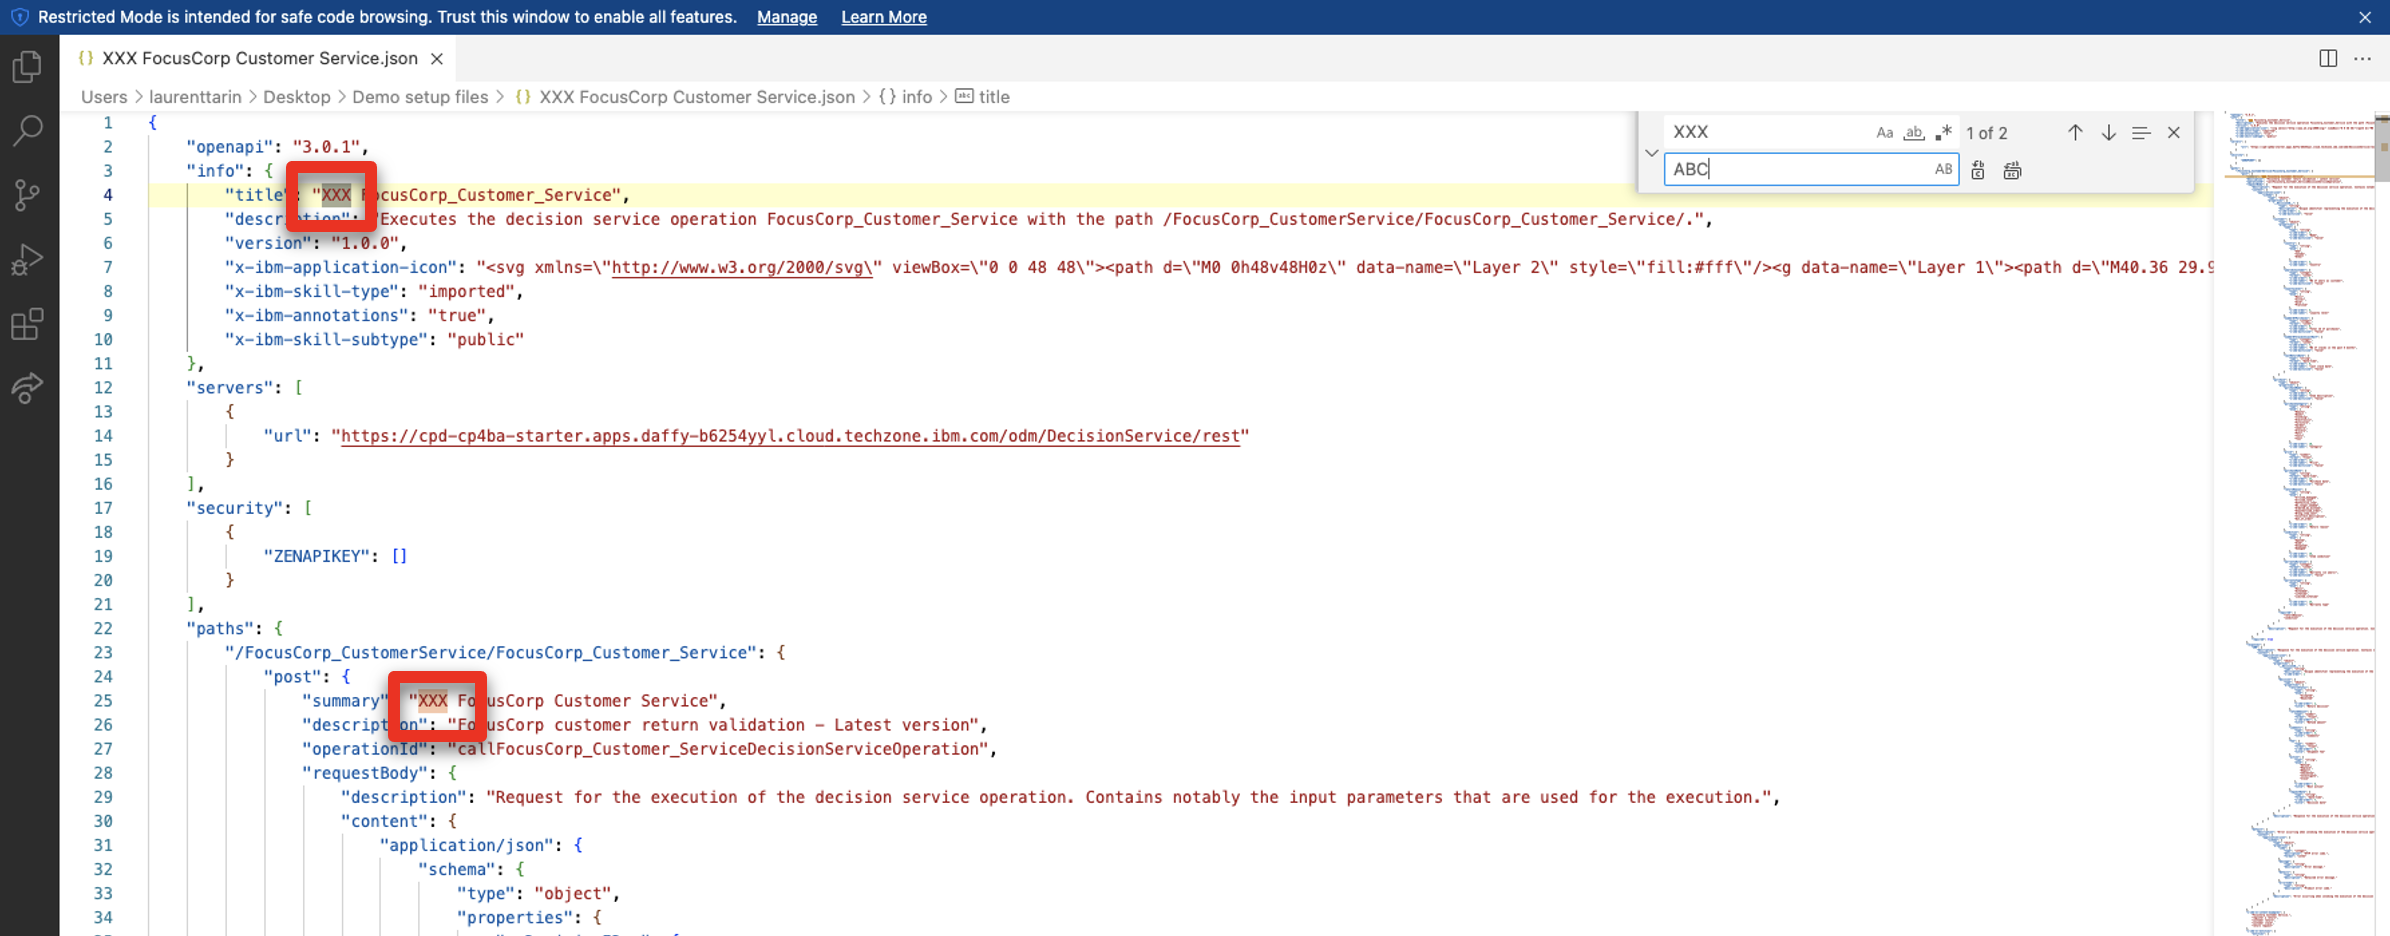 Restricted Mode is intended for safe code browsing. Trust this window to enable all features. Manage Learn More
XXX FocusCorp Customer Service.json
Users > laurenttarin > Desktop > Demo setup files > {} XXX FocusCorp Customer Service.json > {} info > abc title
XXX Aa ab 1 of 2
ABC AB
1 {
2 "openapi": "3.0.1",
3 "info": {
4 "title": "XXX FocusCorp_Customer_Service",
5 "description": "Executes the decision service operation FocusCorp_Customer_Service with the path /FocusCorp_CustomerService/FocusCorp_Customer_Service/.",
6 "version": "1.0.0",
7 "x-ibm-application-icon": "<svg xmlns=\"http://www.w3.org/2000/svg\" viewBox=\"0 0 48 48\"><path d=\"M0 0h48v48H0z\" data-name=\"Layer 2\" style=\"fill:#fff\"/><g data-name=\"Layer 1\"><path d=\"M40.36 29.9
8 "x-ibm-skill-type": "imported",
9 "x-ibm-annotations": "true",
10 "x-ibm-skill-subtype": "public"
11 },
12 "servers": [
13 {
14 "url": "https://cpd-cp4ba-starter.apps.daffy-b6254yyl.cloud.techzone.ibm.com/odm/DecisionService/rest"
15 }
16 ],
17 "security": [
18 {
19 "ZENAPIKEY": []
20 }
21 ],
22 "paths": {
23 "/FocusCorp_CustomerService/FocusCorp_Customer_Service": {
24 "post": {
25 "summary": "XXX FocusCorp Customer Service",
26 "description": "FocusCorp customer return validation – Latest version",
27 "operationId": "callFocusCorp_Customer_ServiceDecisionServiceOperation",
28 "requestBody": {
29 "description": "Request for the execution of the decision service operation. Contains notably the input parameters that are used for the execution.",
30 "content": {
31 "application/json": {
32 "schema": {
33 "type": "object",
34 "properties": {